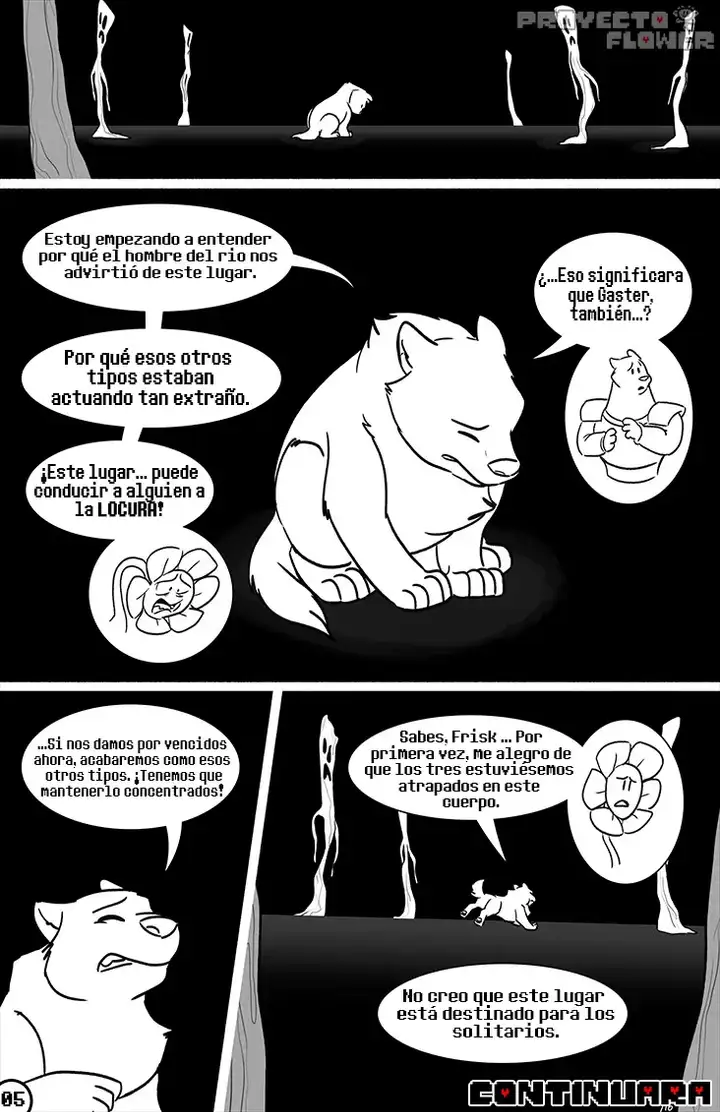 PROYECTO
FLOWER
Estoy empezando a entender
por qué el hombre del rio nos
advirtió de este lugar.
Por qué esos otros
tipos estaban
actuando tan extraño.
¡Este lugar... puede
conducir a alguien a
la LOCURA!
¿...Eso significara
que Gaster,
también...?
...Si nos damos por vencidos
ahora, acabaremos como esos
otros tipos. ¡Tenemos que
mantenerlo concentrados!
Sabes, Frisk ... Por
primera vez, me alegro de
que los tres estuviésemos
atrapados en este
cuerpo.
No creo que este lugar
está destinado para los
solitarios.
05
CONTINUARA